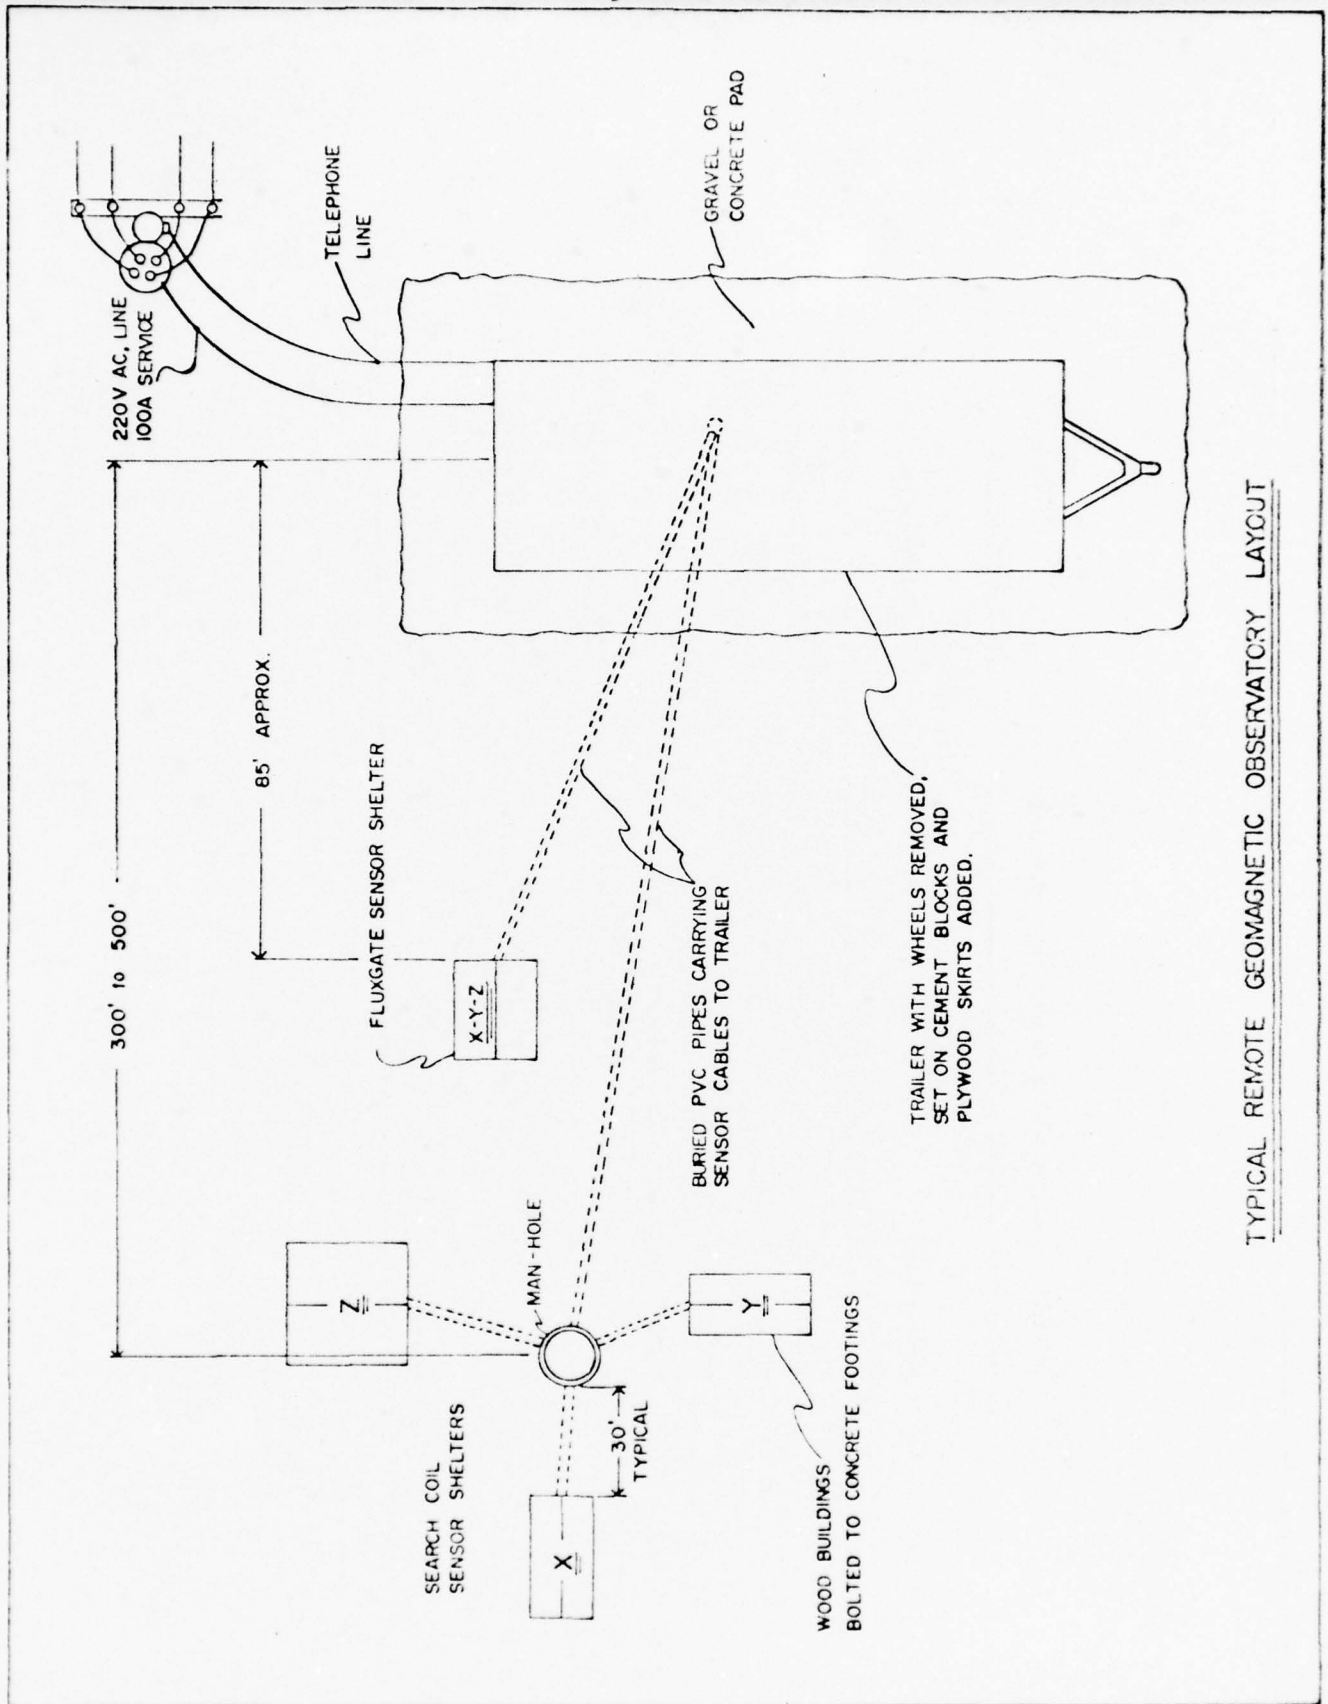 220V AC, LINE
100A SERVICE
TELEPHONE
LINE
GRAVEL OR
CONCRETE PAD
300' to 500'
85' APPROX.
FLUXGATE SENSOR SHELTER
X-Y-Z
SEARCH COIL
SENSOR SHELTERS
Z
MAN-HOLE
X
30'
TYPICAL
Y
BURIED PVC PIPES CARRYING
SENSOR CABLES TO TRAILER
WOOD BUILDINGS
BOLTED TO CONCRETE FOOTINGS
TRAILER WITH WHEELS REMOVED,
SET ON CEMENT BLOCKS AND
PLYWOOD SKIRTS ADDED.
TYPICAL REMOTE GEOMAGNETIC OBSERVATORY LAYOUT